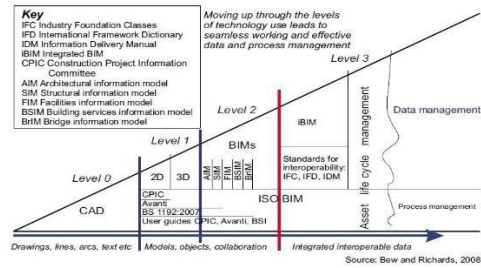 Key
IFC Industry Foundation Classes
IFD International Framework Dictionary
IDM Information Delivery Manual
iBIM Integrated BIM
CPIC Construction Project Information
Committee
AIM Architectural information model
SIM Structural information model
FIM Facilities information model
BSIM Building services information model
BrIM Bridge information model
Moving up through the levels
of technology use leads to
seamless working and effective
data and process management
Level 3
Level 2
Level 1
Level 0
iBIM
BIMs
2D
3D
AIM
SIM
FIM
BSIM
BrIM
Standards for
interoperability:
IFC, IFD, IDM
Asset life cycle management
Data management
CAD
CPIC
Avanti
BS 1192:2007
User guides CPIC, Avanti, BSI
ISO BIM
Process management
Drawings, lines, arcs, text etc
Models, objects, collaboration
Integrated interoperable data
Source: Bew and Richards, 2008